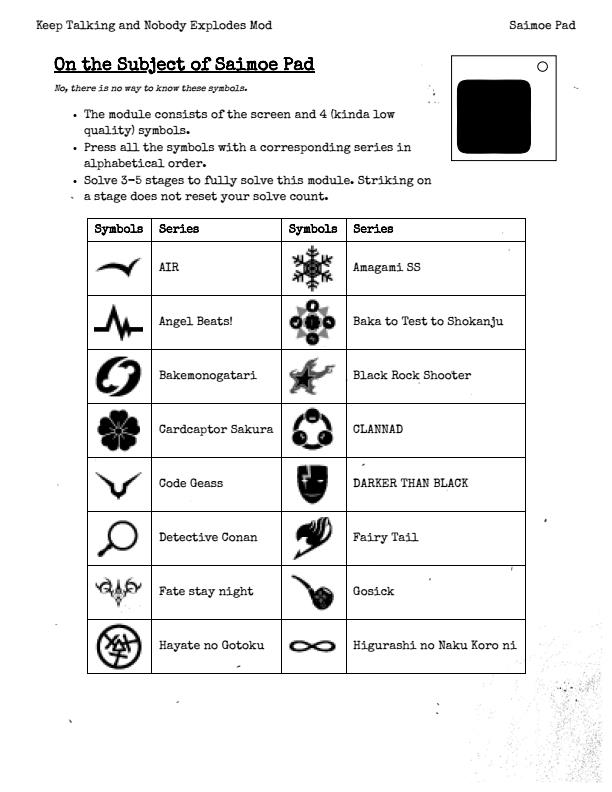 Keep Talking and Nobody Explodes Mod Saimoe Pad
On the Subject of Saimoe Pad
No, there is no way to know these symbols.
• The module consists of the screen and 4 (kinda low
quality) symbols.
• Press all the symbols with a corresponding series in
alphabetical order.
• Solve 3-5 stages to fully solve this module. Striking on
a stage does not reset your solve count.
Symbols Series Symbols Series
AIR Amagami SS
Angel Beats! Baka to Test to Shokanju
Bakemonogatari Black Rock Shooter
Cardcaptor Sakura CLANNAD
Code Geass DARKER THAN BLACK
Detective Conan Fairy Tail
Fate stay night Gosick
Hayate no Gotoku Higurashi no Naku Koro ni